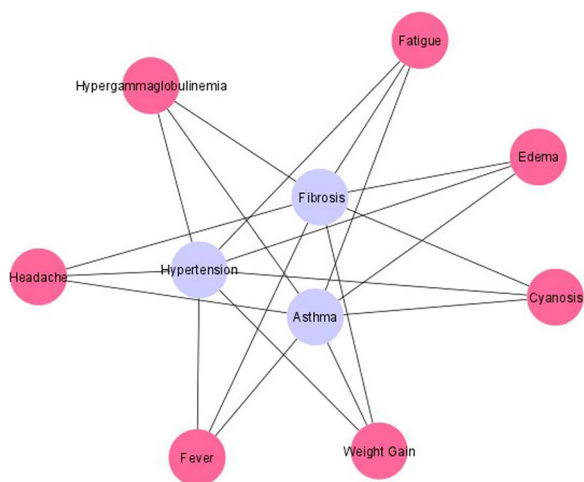 Fatigue
Hypergammaglobulinemia
Edema
Fibrosis
Hypertension
Headache
Cyanosis
Asthma
Weight Gain
Fever